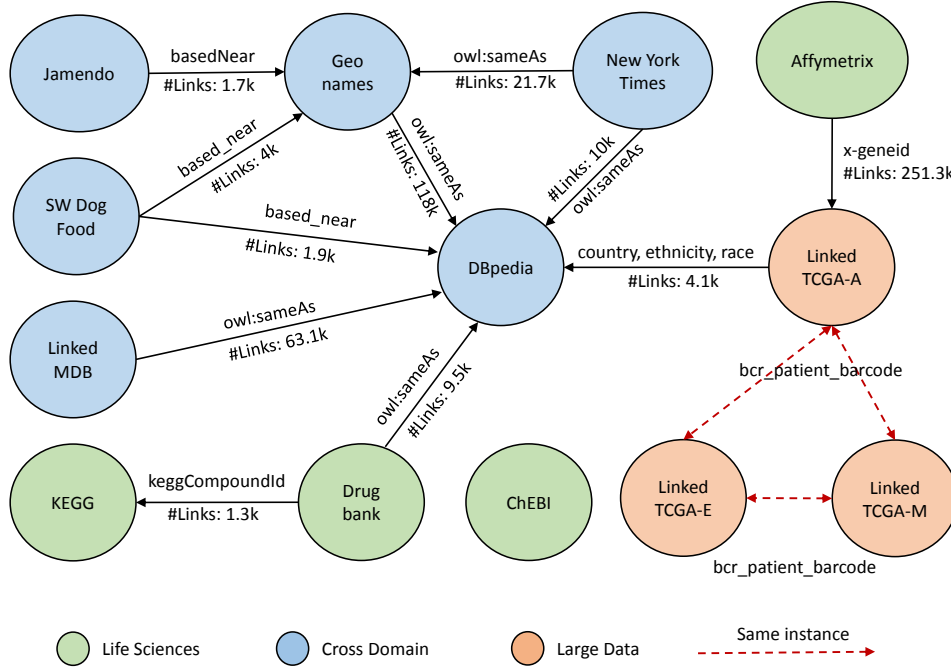 Jamendo
basedNear
#Links: 1.7k
Geo
names
owl:sameAs
#Links: 21.7k
New York
Times
Affymetrix
x-geneid
#Links: 251.3k
based_near
#Links: 4k
owl:sameAs
#Links: 118k
#Links: 10k
owl:sameAs
SW Dog
Food
based_near
#Links: 1.9k
DBpedia
country, ethnicity, race
#Links: 4.1k
Linked
TCGA-A
Linked
MDB
owl:sameAs
#Links: 63.1k
owl:sameAs
#Links: 9.5k
bcr_patient_barcode
KEGG
keggCompoundId
#Links: 1.3k
Drug
bank
ChEBI
Linked
TCGA-E
Linked
TCGA-M
bcr_patient_barcode
Life Sciences
Cross Domain
Large Data
Same instance